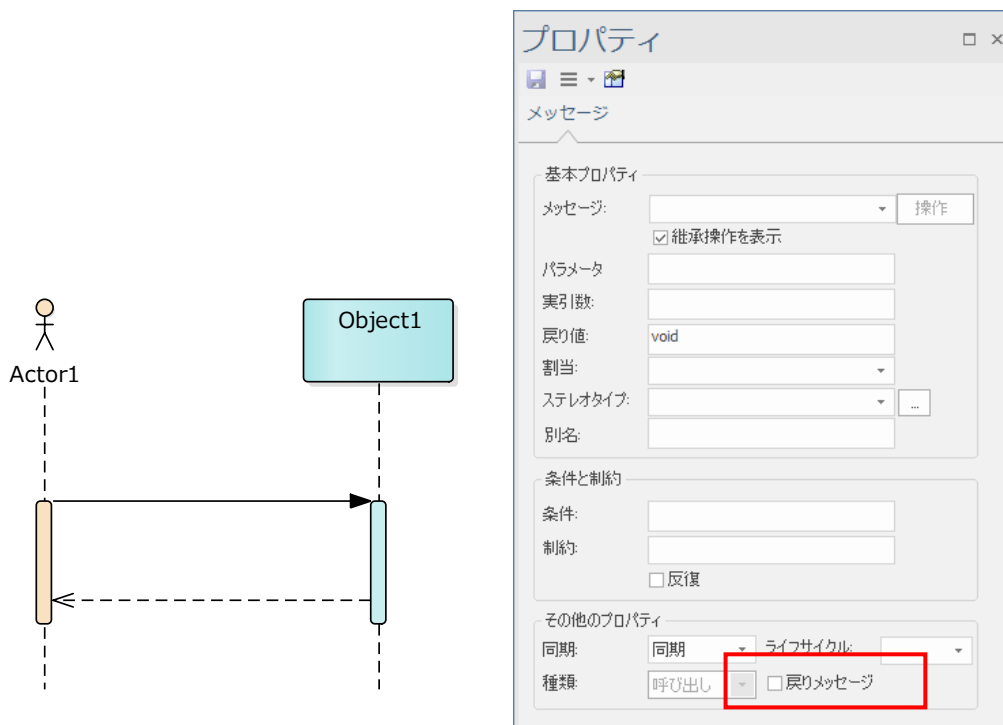 プロパティ
メッセージ
基本プロパティ
メッセージ:
操作
継承操作を表示
パラメータ
実引数:
戻り値:
void
割当:
ステレオタイプ:
...
別名:
条件と制約
条件:
制約:
反復
その他のプロパティ
同期:
同期
ライフサイクル:
種類:
呼び出し
戻りメッセージ
Actor1
Object1